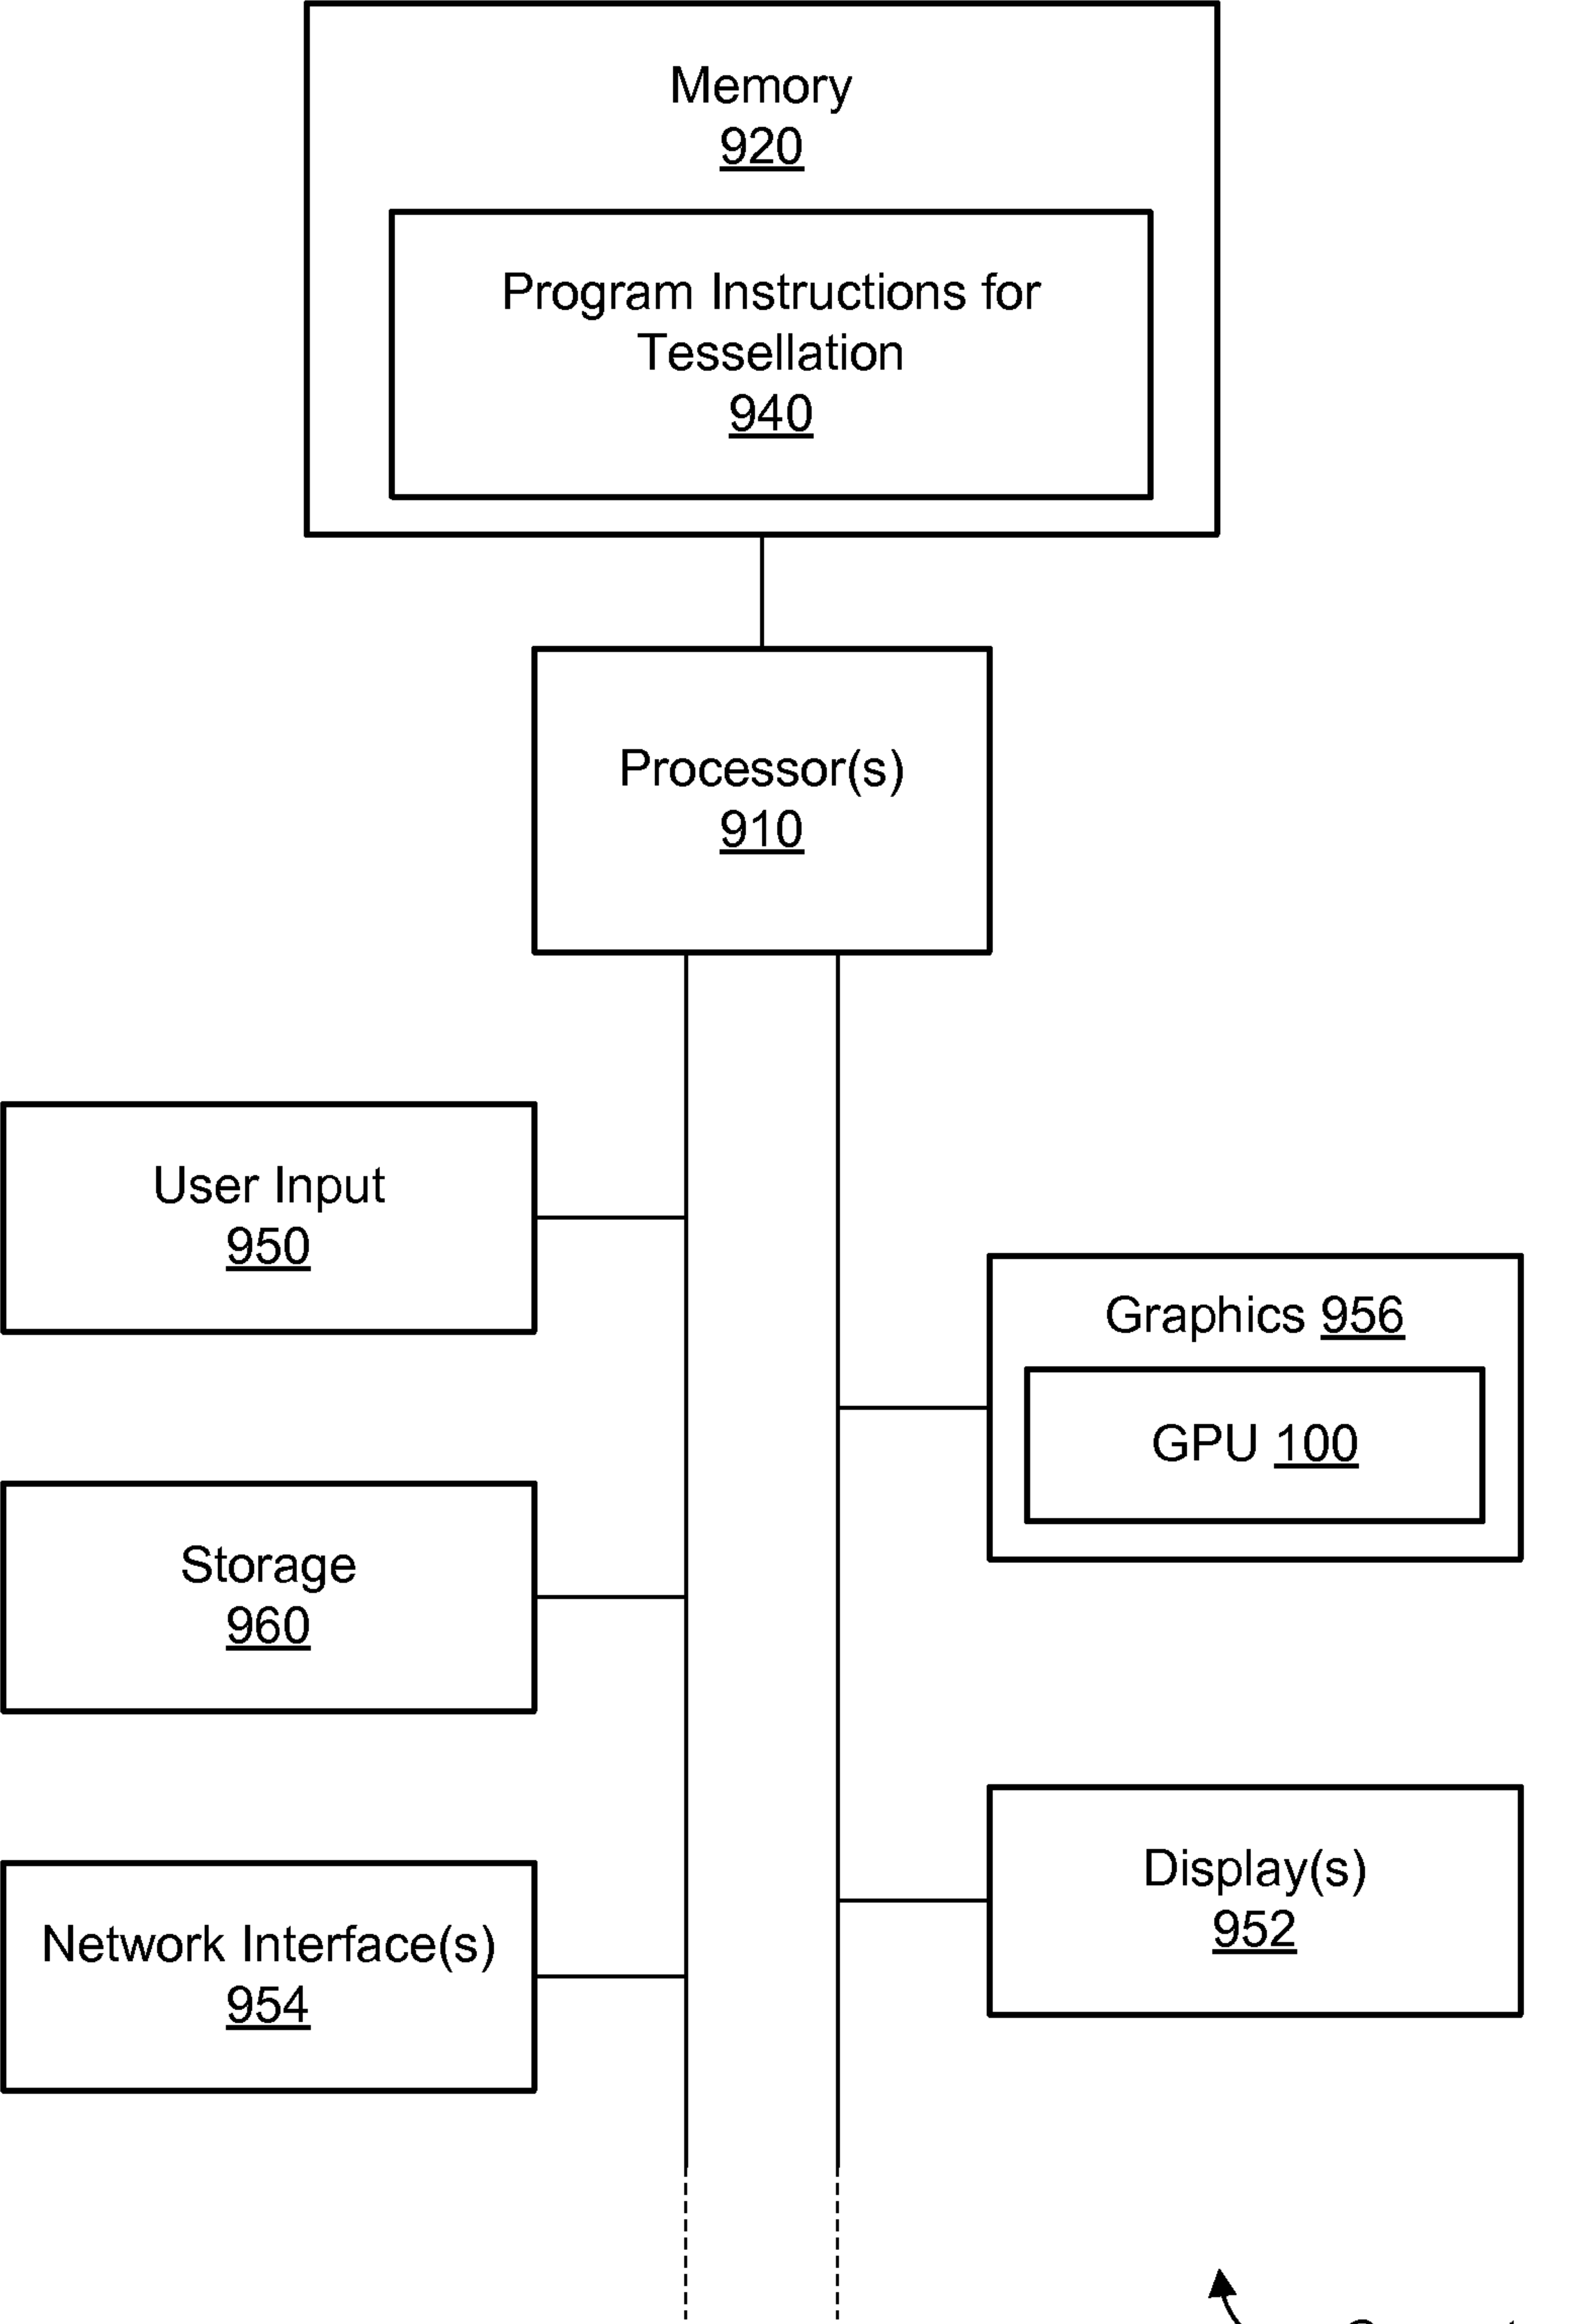 Memory
920
Program Instructions for
Tessellation
940
Processor(s)
910
User Input
950
Graphics 956
GPU 100
Storage
960
Display(s)
952
Network Interface(s)
954